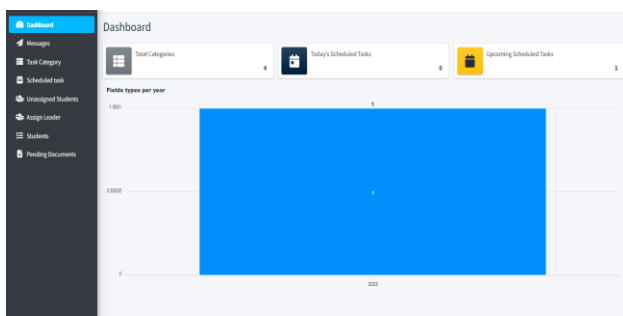 Dashboard
Messages
Task Category
Scheduled task
Unassigned Students
Assign Leader
Students
Pending Documents
Dashboard
Total Categories
4
Today's Scheduled Tasks
0
Upcoming Scheduled Tasks
1
Fields types per year
1
1
0